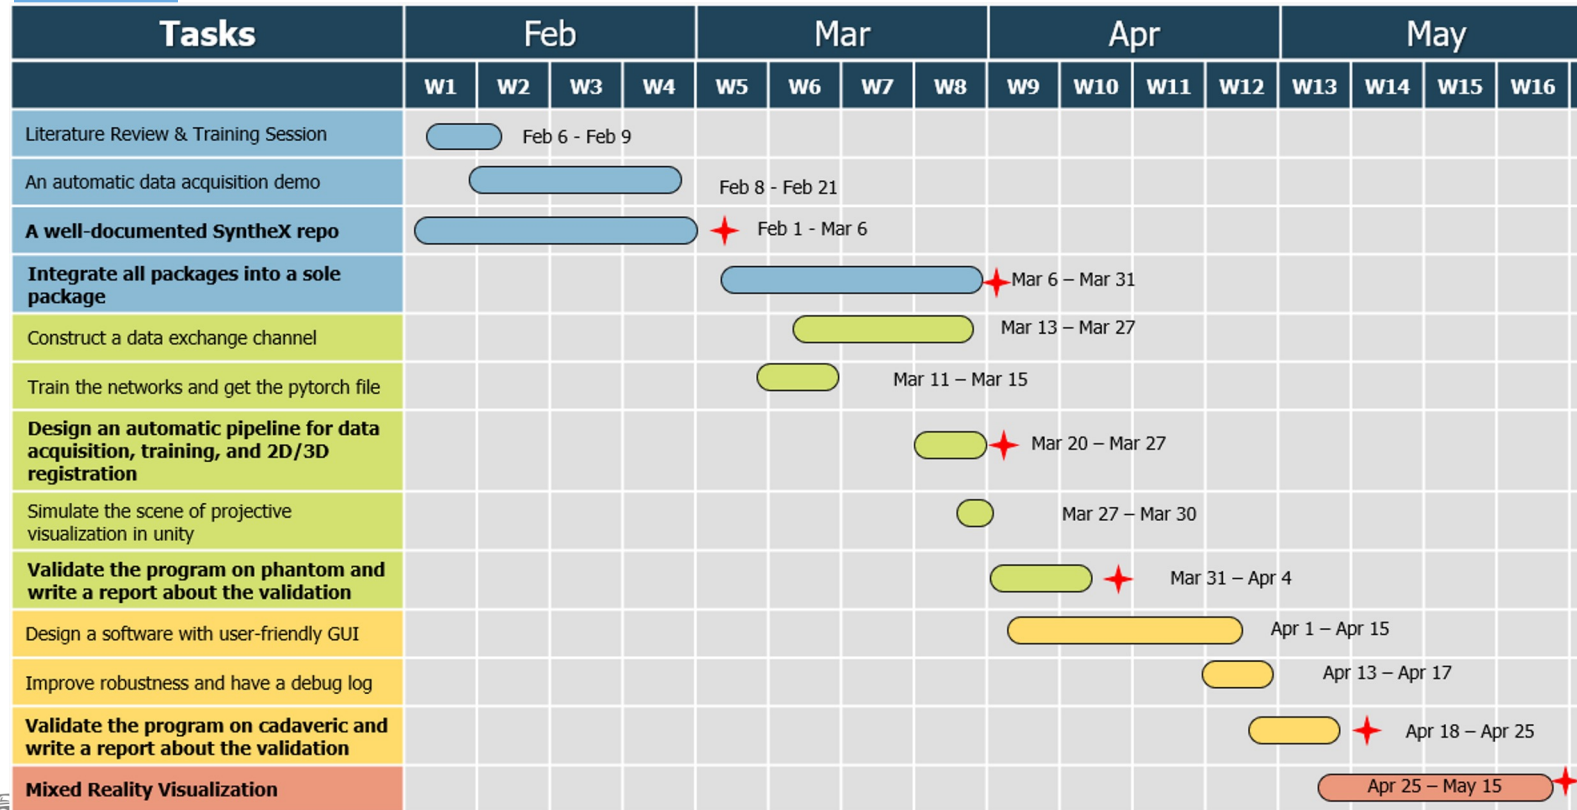 Tasks Feb Mar Apr May
W1 W2 W3 W4 W5 W6 W7 W8 W9 W10 W11 W12 W13 W14 W15 W16
Literature Review & Training Session Feb 6 - Feb 9
An automatic data acquisition demo Feb 8 - Feb 21
A well-documented SyntheX repo Feb 1 - Mar 6
Integrate all packages into a sole
package Mar 6 – Mar 31
Construct a data exchange channel Mar 13 – Mar 27
Train the networks and get the pytorch file Mar 11 – Mar 15
Design an automatic pipeline for data
acquisition, training, and 2D/3D Mar 20 – Mar 27
registration
Simulate the scene of projective
visualization in unity Mar 27 – Mar 30
Validate the program on phantom and
write a report about the validation Mar 31 – Apr 4
Design a software with user-friendly GUI Apr 1 – Apr 15
Improve robustness and have a debug log Apr 13 – Apr 17
Validate the program on cadaveric and
write a report about the validation Apr 18 – Apr 25
Mixed Reality Visualization Apr 25 – May 15